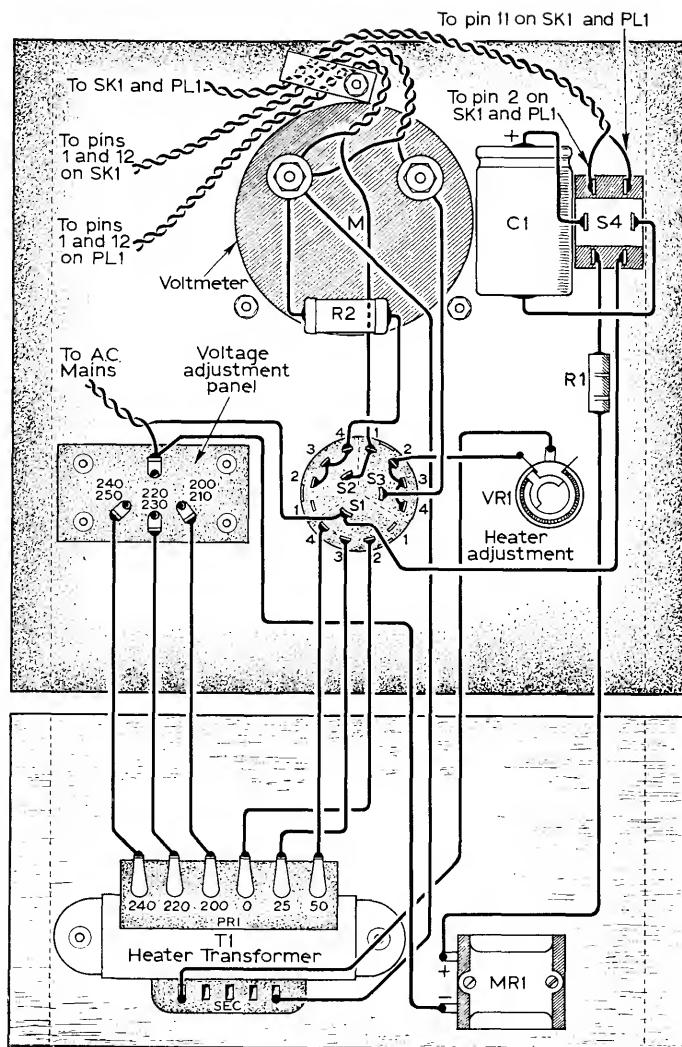 To pin 11 on SK1 and PL1
To SK1 and PL1
To pin 2 on
SK1 and PL1
To pins
1 and 12
on SK1
To pins
1 and 12
on PL1
+
C1
S4
M
Voltmeter
R2
R1
To A.C.
Mains
Voltage
adjustment
panel
240
250
220
230
200
210
4
1
3
2
2
3
S2
S3
1
S1
4
4
3
2
1
VR1
Heater
adjustment
240
220
200
0
25
50
PRI
T1
Heater Transformer
SEC
+
MR1
−